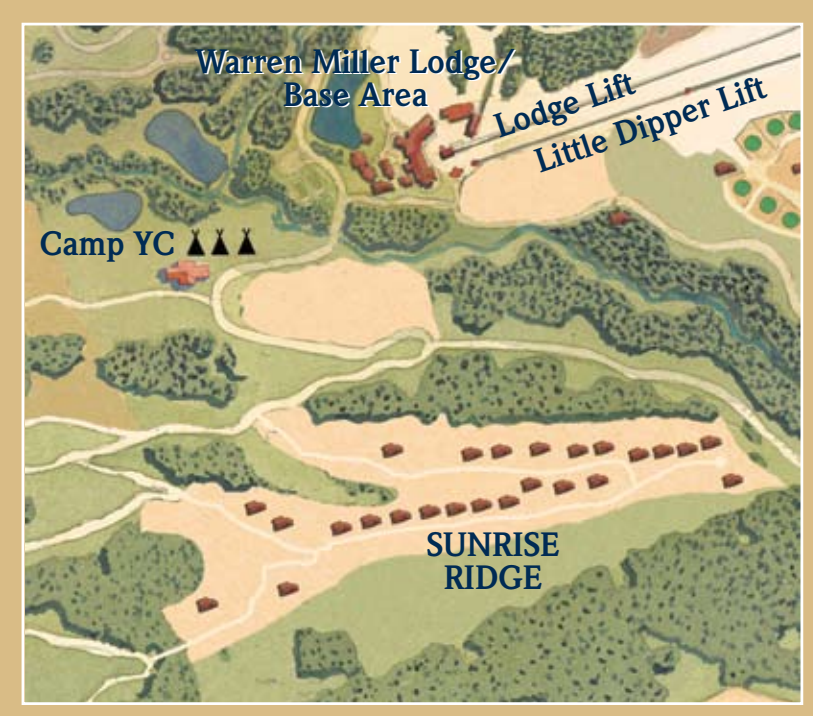 Warren Miller Lodge/
Base Area
Lodge Lift
Little Dipper Lift
Camp YC
SUNRISE
RIDGE